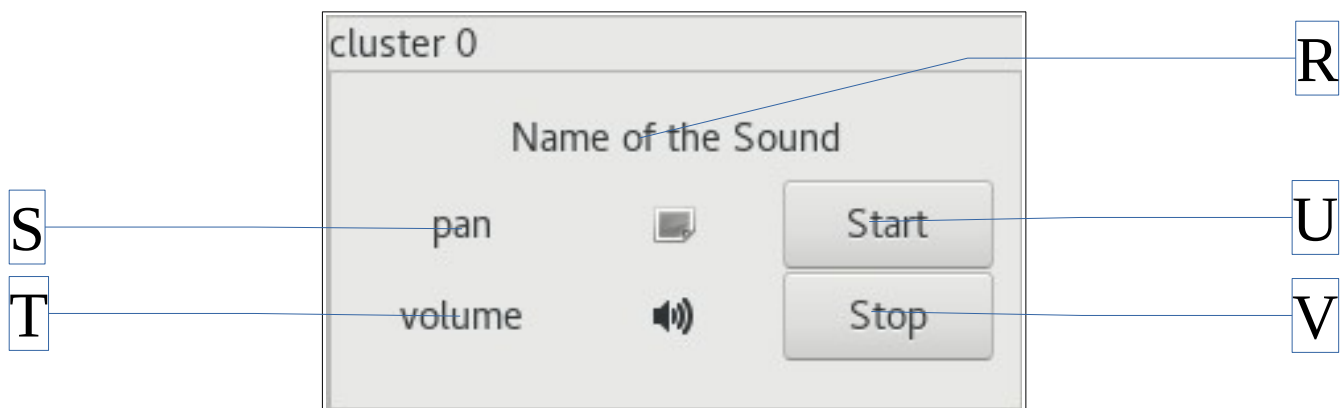 cluster 0
R
Name of the Sound
S pan Start U
T volume Stop V